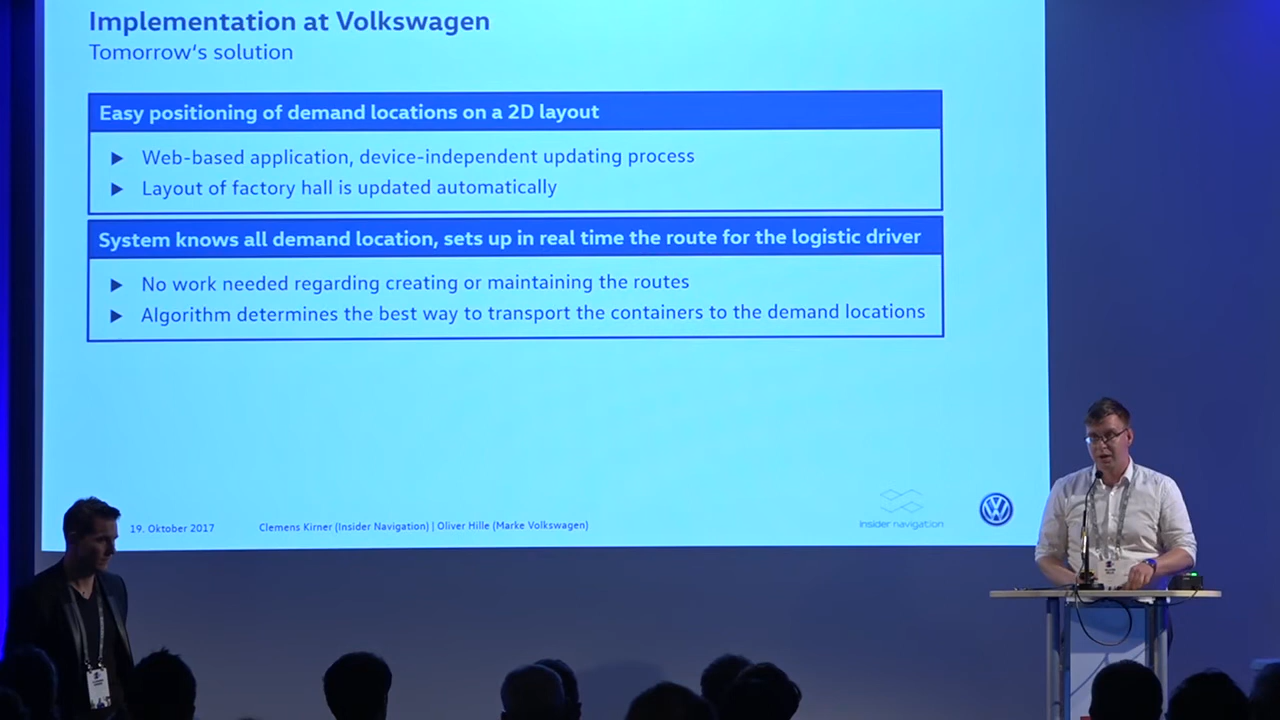 Implementation at Volkswagen
Tomorrow‘s solution
Easy positioning of demand locations on a 2D layout
▶ Web-based application, device-independent updating process
▶ Layout of factory hall is updated automatically
System knows all demand location, sets up in real time the route for the logistic driver
▶ No work needed regarding creating or maintaining the routes
▶ Algorithm determines the best way to transport the containers to the demand locations
19. Oktober 2017
Clemens Kirner (Insider Navigation) | Oliver Hille (Marke Volkswagen)
insider navigation